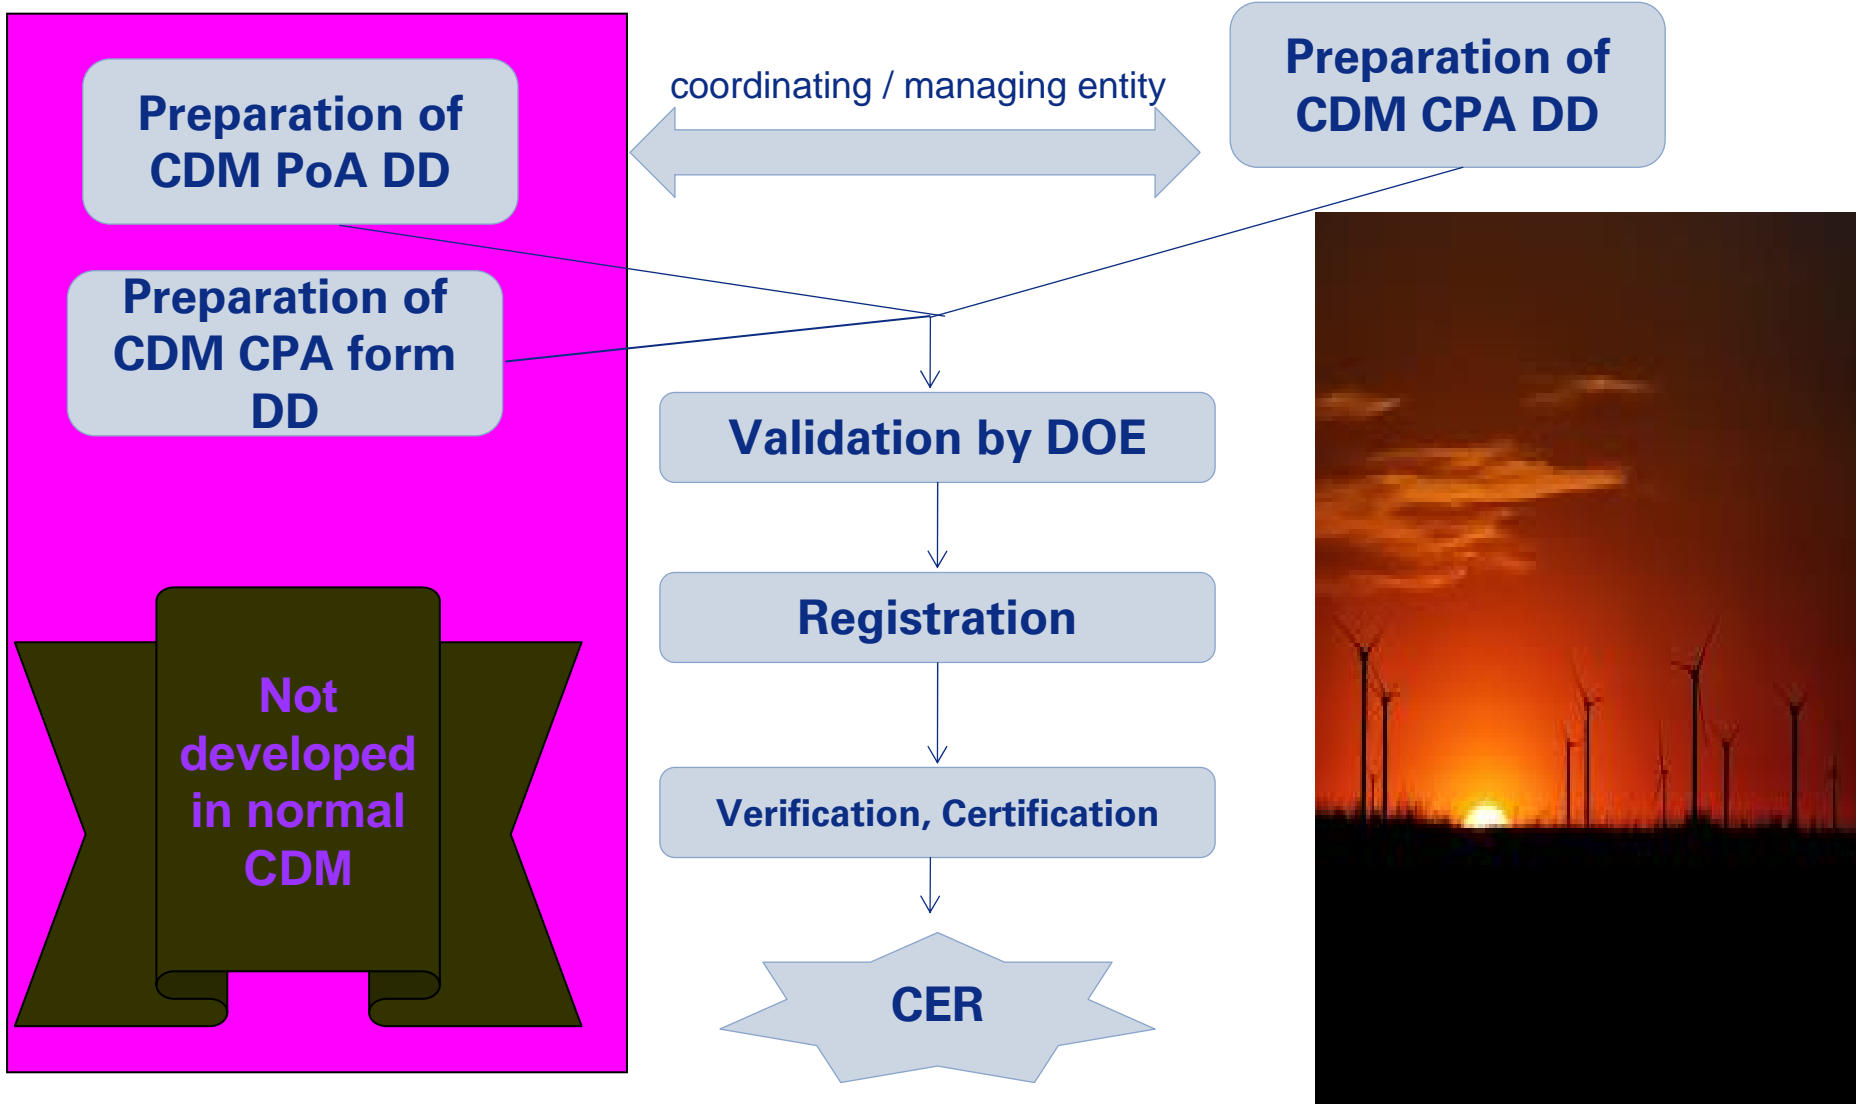 Preparation of
CDM PoA DD
coordinating / managing entity
Preparation of
CDM CPA DD
Preparation of
CDM CPA form
DD
Validation by DOE
Registration
Verification, Certification
CER
Not
developed
in normal
CDM